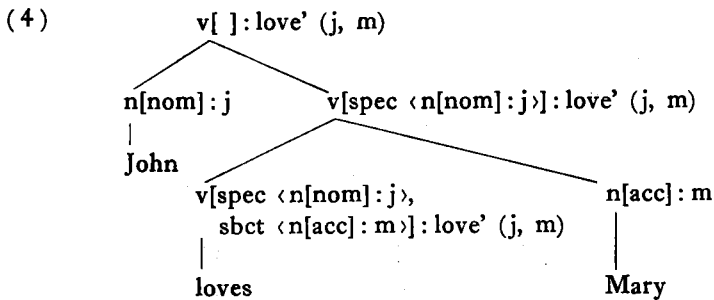 (4) v[ ] : love' (j, m)
n[nom] : j v[spec ‹n[nom] : j›] : love' (j, m)
John
v[spec ‹n[nom] : j›, n[acc] : m
sbct ‹n[acc] : m›] : love' (j, m)
loves Mary